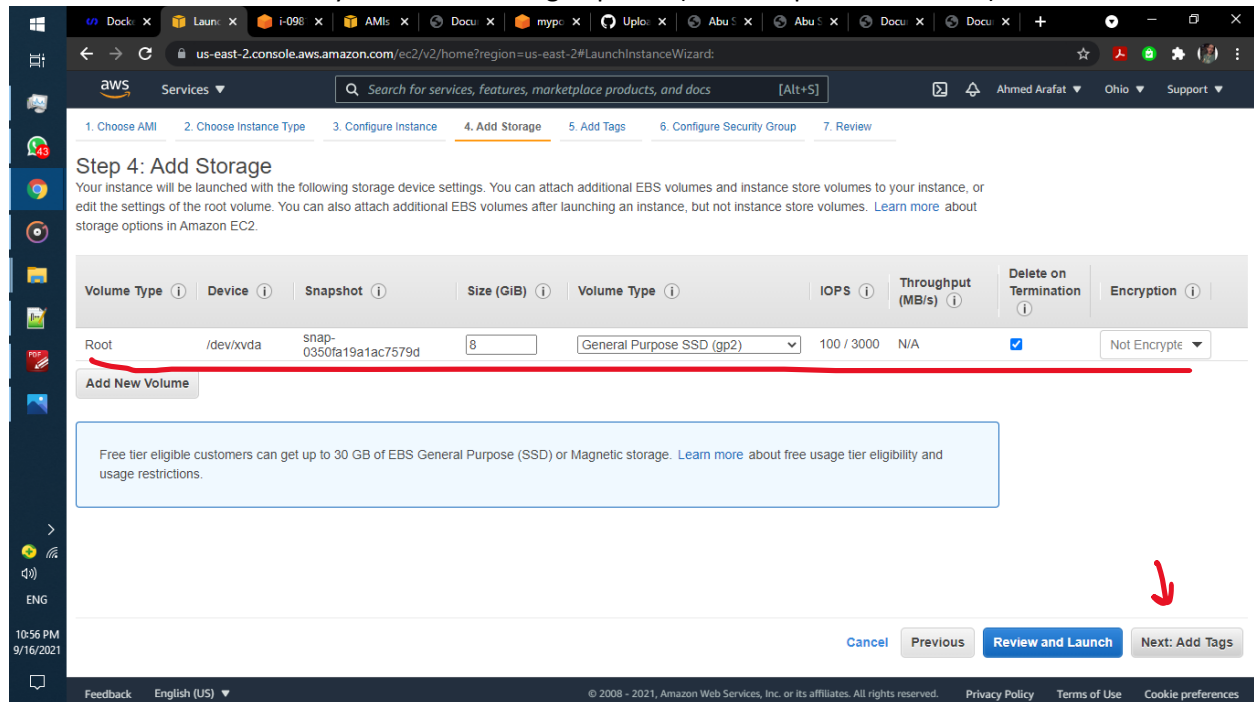 Docke
Launc
i-098
AMIs
Docu
mypo
Uploa
Abu S
Abu S
Docu
Docu
us-east-2.console.aws.amazon.com/ec2/v2/home?region=us-east-2#LaunchInstanceWizard:
aws
Services
Search for services, features, marketplace products, and docs
[Alt+S]
Ahmed Arafat
Ohio
Support
1. Choose AMI
2. Choose Instance Type
3. Configure Instance
4. Add Storage
5. Add Tags
6. Configure Security Group
7. Review
Step 4: Add Storage
Your instance will be launched with the following storage device settings. You can attach additional EBS volumes and instance store volumes to your instance, or
edit the settings of the root volume. You can also attach additional EBS volumes after launching an instance, but not instance store volumes. Learn more about
storage options in Amazon EC2.
Volume Type
Device
Snapshot
Size (GiB)
Volume Type
IOPS
Throughput
(MB/s)
Delete on
Termination
Encryption
Root
/dev/xvda
snap-
0350fa19a1ac7579d
8
General Purpose SSD (gp2)
100 / 3000
N/A
Not Encrypte
Add New Volume
Free tier eligible customers can get up to 30 GB of EBS General Purpose (SSD) or Magnetic storage. Learn more about free usage tier eligibility and
usage restrictions.
Cancel
Previous
Review and Launch
Next: Add Tags
Feedback
English (US)
© 2008 - 2021, Amazon Web Services, Inc. or its affiliates. All rights reserved.
Privacy Policy
Terms of Use
Cookie preferences
43
PDF
ENG
10:56 PM
9/16/2021